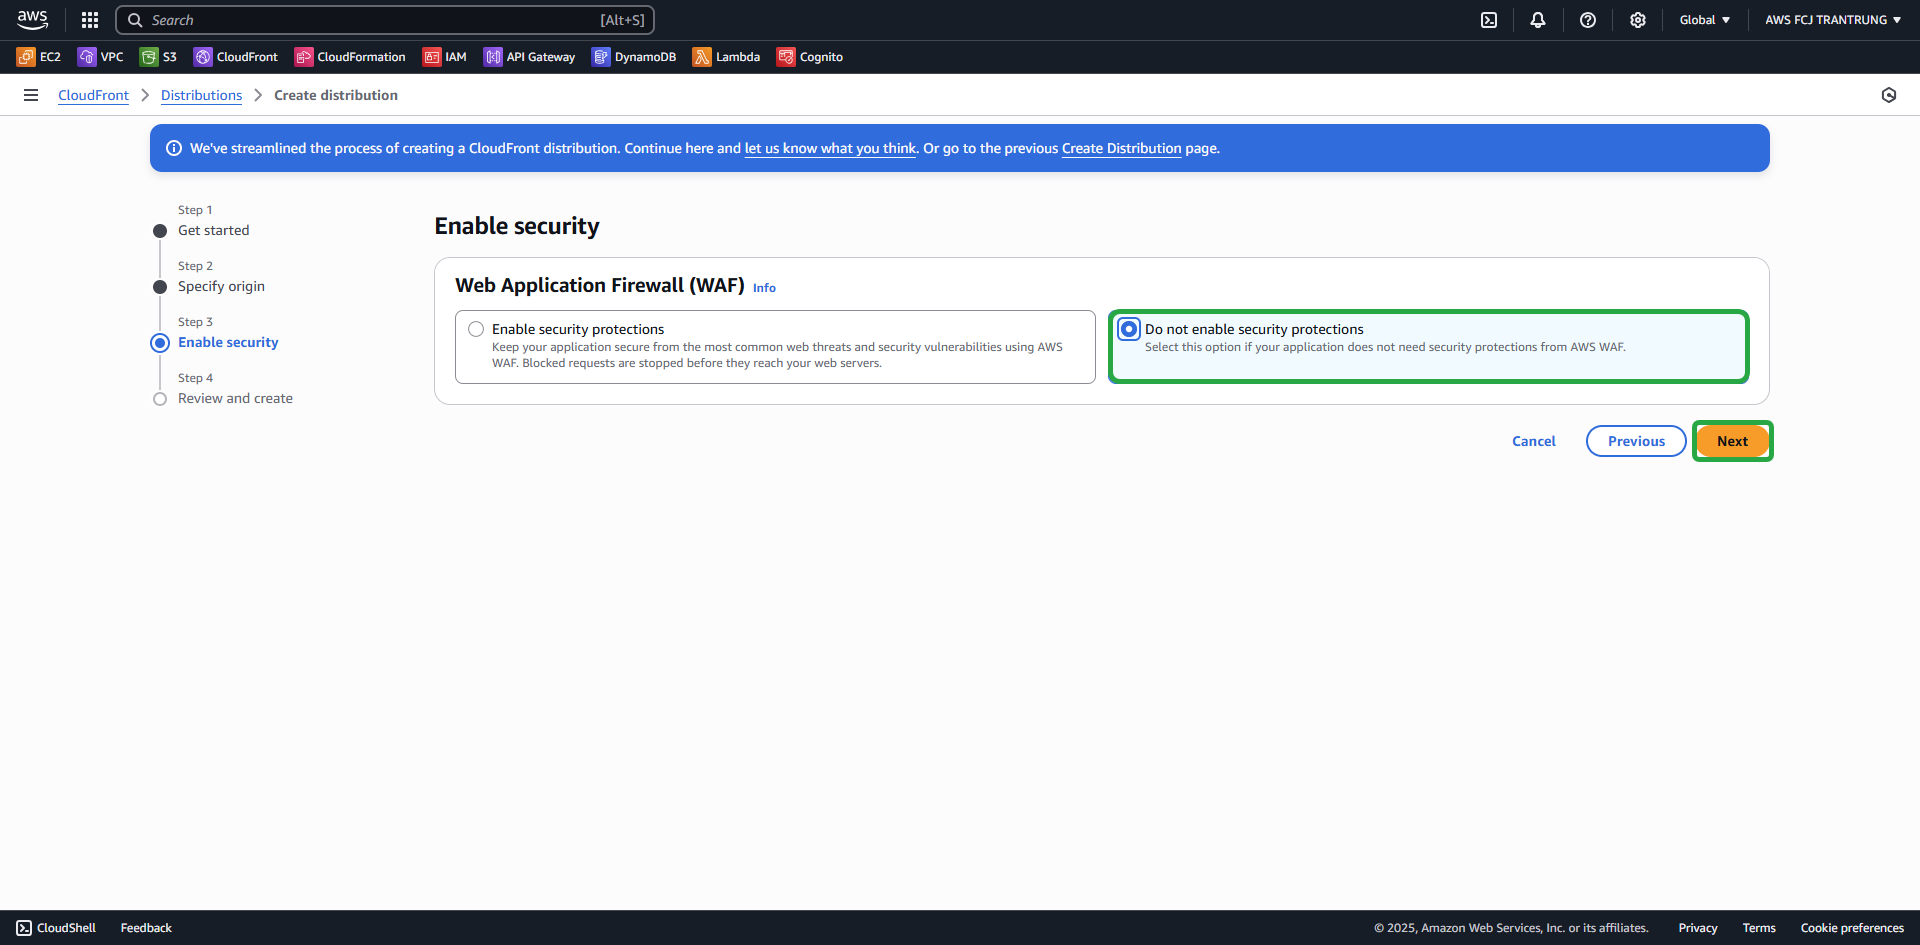 aws
Search
[Alt+S]
Global
AWS FCJ TRANTRUNG
EC2
VPC
S3
CloudFront
CloudFormation
IAM
API Gateway
DynamoDB
Lambda
Cognito
CloudFront
Distributions
Create distribution
We've streamlined the process of creating a CloudFront distribution. Continue here and let us know what you think. Or go to the previous Create Distribution page.
Step 1
Get started
Step 2
Specify origin
Step 3
Enable security
Step 4
Review and create
Enable security
Web Application Firewall (WAF) Info
Enable security protections
Keep your application secure from the most common web threats and security vulnerabilities using AWS
WAF. Blocked requests are stopped before they reach your web servers.
Do not enable security protections
Select this option if your application does not need security protections from AWS WAF.
Cancel
Previous
Next
CloudShell
Feedback
© 2025, Amazon Web Services, Inc. or its affiliates.
Privacy
Terms
Cookie preferences